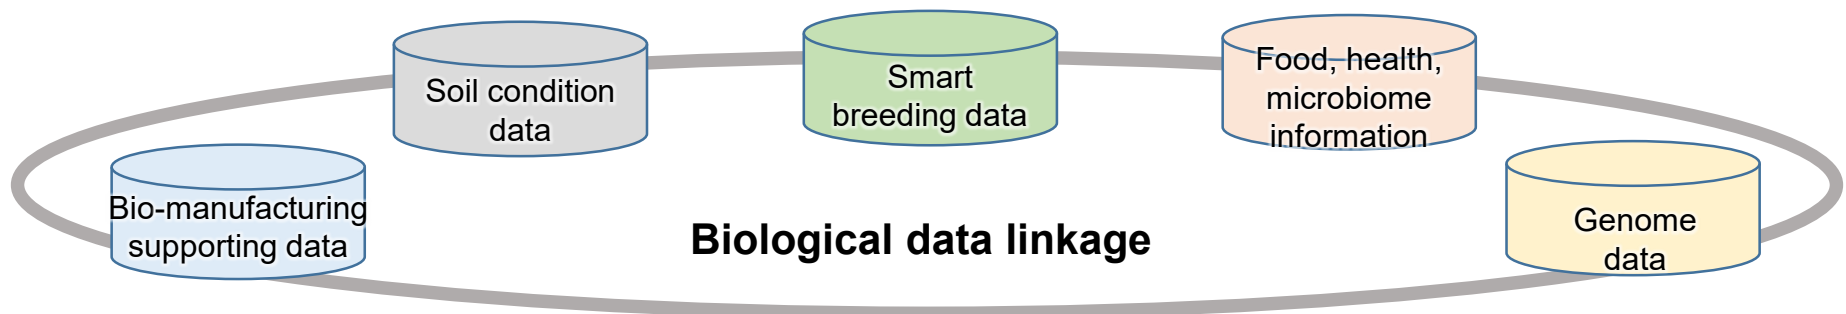 Soil condition
data
Smart
breeding data
Food, health,
microbiome
information
Bio-manufacturing
supporting data
Genome
data
Biological data linkage